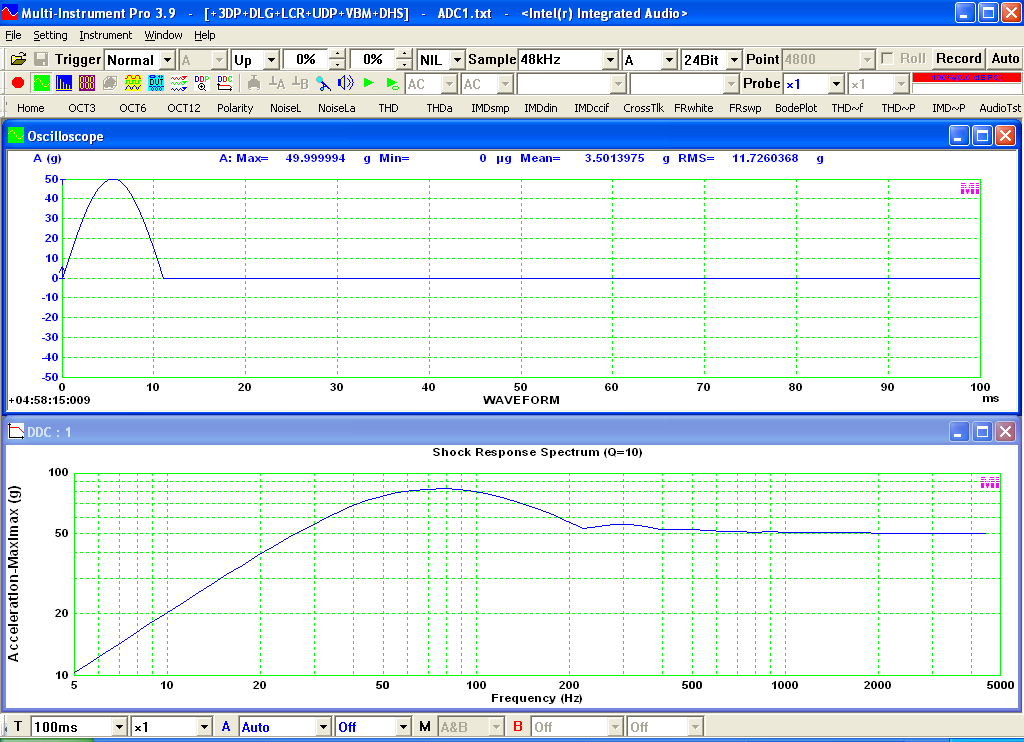 Multi-Instrument Pro 3.9 - [+3DP+DLG+LCR+UDP+VBM+DHS] - ADC1.txt - <Intel(r) Integrated Audio>
File Setting Instrument Window Help
Trigger Normal A Up 0% 0% NIL Sample 48kHz A 24Bit Point 4800 Roll Record Auto
DUT DDP DDC A B AC AC Probe ×1 ×1
Home OCT3 OCT6 OCT12 Polarity NoiseL NoiseLa THD THDa IMDsmp IMDdin IMDccif CrossTlk FRwhite FRswp BodePlot THD~f THD~P IMD~P AudioTst
Oscilloscope
A (g) A: Max= 49.999994 g Min= 0 µg Mean= 3.5013975 g RMS= 11.7260368 g
50
40
30
20
10
0
-10
-20
-30
-40
-50
0 10 20 30 40 50 60 70 80 90 100
+04:58:15:009 WAVEFORM ms
DDC : 1
Shock Response Spectrum (Q=10)
Acceleration-MaxImax (g)
100
50
20
10
5 10 20 50 100 200 500 1000 2000 5000
Frequency (Hz)
T 100ms ×1 A Auto Off M A&B B Off Off